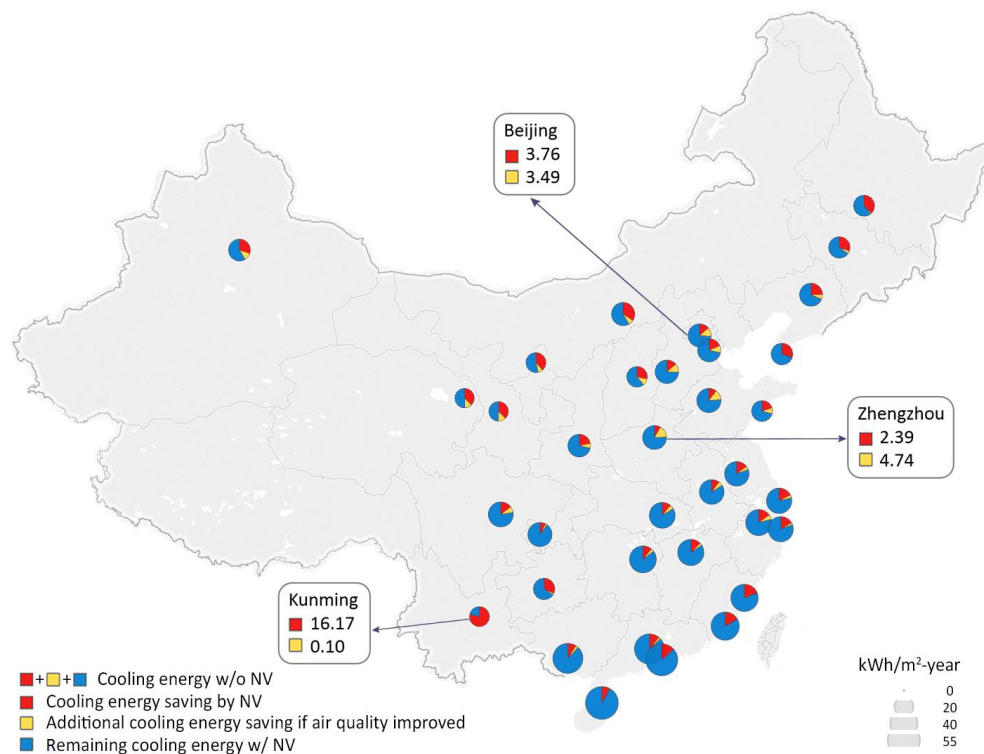 Beijing
3.76
3.49
Zhengzhou
2.39
4.74
Kunming
16.17
0.10
+ + Cooling energy w/o NV
Cooling energy saving by NV
Additional cooling energy saving if air quality improved
Remaining cooling energy w/ NV
kWh/m²-year
0
20
40
55